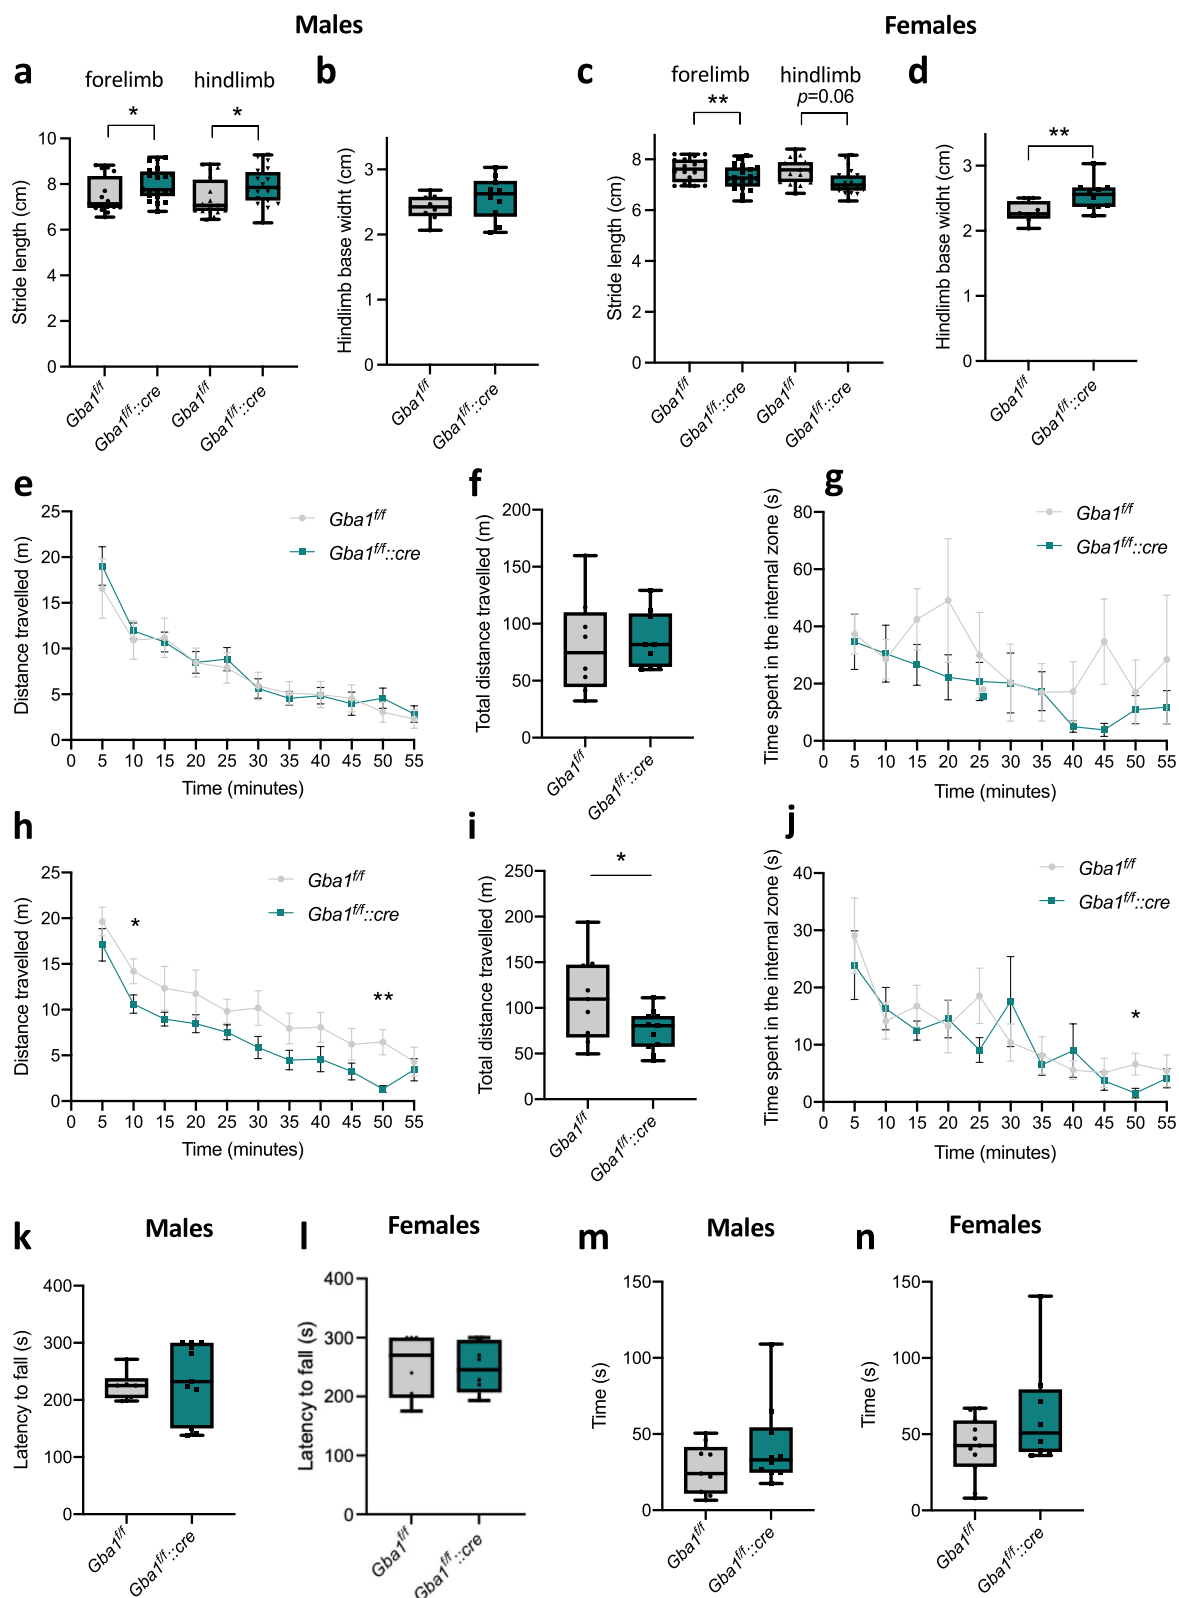 Males
Females
a
b
c
d
forelimb
hindlimb
forelimb
hindlimb
*
*
**
p=0.06
**
Stride length (cm)
10
8
6
4
2
0
Gba1f/f
Gba1f/f::cre
Gba1f/f
Gba1f/f::cre
Hindlimb base widht (cm)
3
2
1
0
Gba1f/f
Gba1f/f::cre
Stride length (cm)
8
6
4
2
0
Gba1f/f
Gba1f/f::cre
Gba1f/f
Gba1f/f::cre
Hindlimb base widht (cm)
3
2
1
0
Gba1f/f
Gba1f/f::cre
e
Distance travelled (m)
25
20
15
10
5
0
Gba1f/f
Gba1f/f::cre
0 5 10 15 20 25 30 35 40 45 50 55
Time (minutes)
f
Total distance travelled (m)
200
150
100
50
0
Gba1f/f
Gba1f/f::cre
g
Time spent in the internal zone (s)
80
60
40
20
0
Gba1f/f
Gba1f/f::cre
0 5 10 15 20 25 30 35 40 45 50 55
Time (minutes)
h
Distance travelled (m)
25
20
15
10
5
0
Gba1f/f
Gba1f/f::cre
*
**
0 5 10 15 20 25 30 35 40 45 50 55
Time (minutes)
i
Total distance travelled (m)
*
250
200
150
100
50
0
Gba1f/f
Gba1f/f::cre
j
Time spent in the internal zone (s)
40
30
20
10
0
Gba1f/f
Gba1f/f::cre
*
0 5 10 15 20 25 30 35 40 45 50 55
Time (minutes)
k
Males
Latency to fall (s)
400
300
200
100
0
Gba1f/f
Gba1f/f::cre
l
Females
Latency to fall (s)
400
300
200
100
0
Gba1f/f
Gba1f/f::cre
m
Males
Time (s)
150
100
50
0
Gba1f/f
Gba1f/f::cre
n
Females
Time (s)
150
100
50
0
Gba1f/f
Gba1f/f::cre